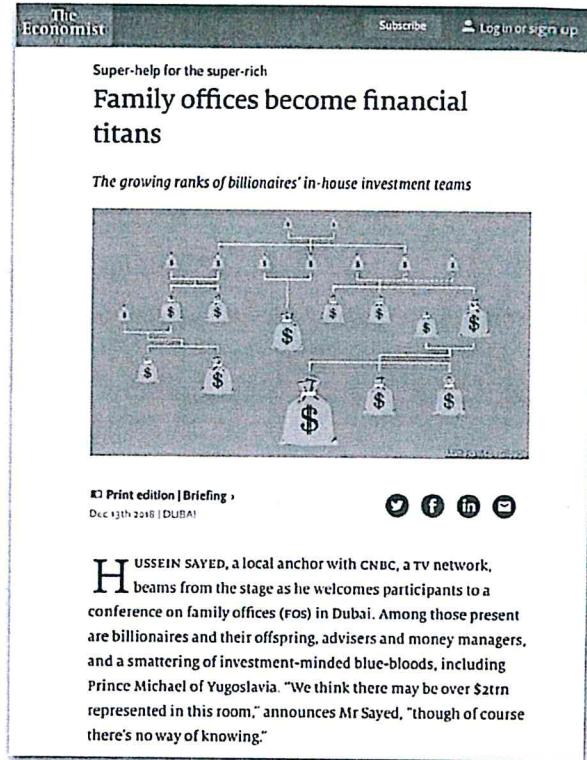 The
Economist
Subscribe
Log in or sign up
Super-help for the super-rich
Family offices become financial
titans
The growing ranks of billionaires' in-house investment teams
$
$
$
$
$
$
$
$
$
$
$
$
$
Print edition | Briefing ›
Dec 13th 2018 | DUBAI
HUSSEIN SAYED, a local anchor with CNBC, a TV network,
beams from the stage as he welcomes participants to a
conference on family offices (FOs) in Dubai. Among those present
are billionaires and their offspring, advisers and money managers,
and a smattering of investment-minded blue-bloods, including
Prince Michael of Yugoslavia. "We think there may be over $2trn
represented in this room," announces Mr Sayed, "though of course
there's no way of knowing."